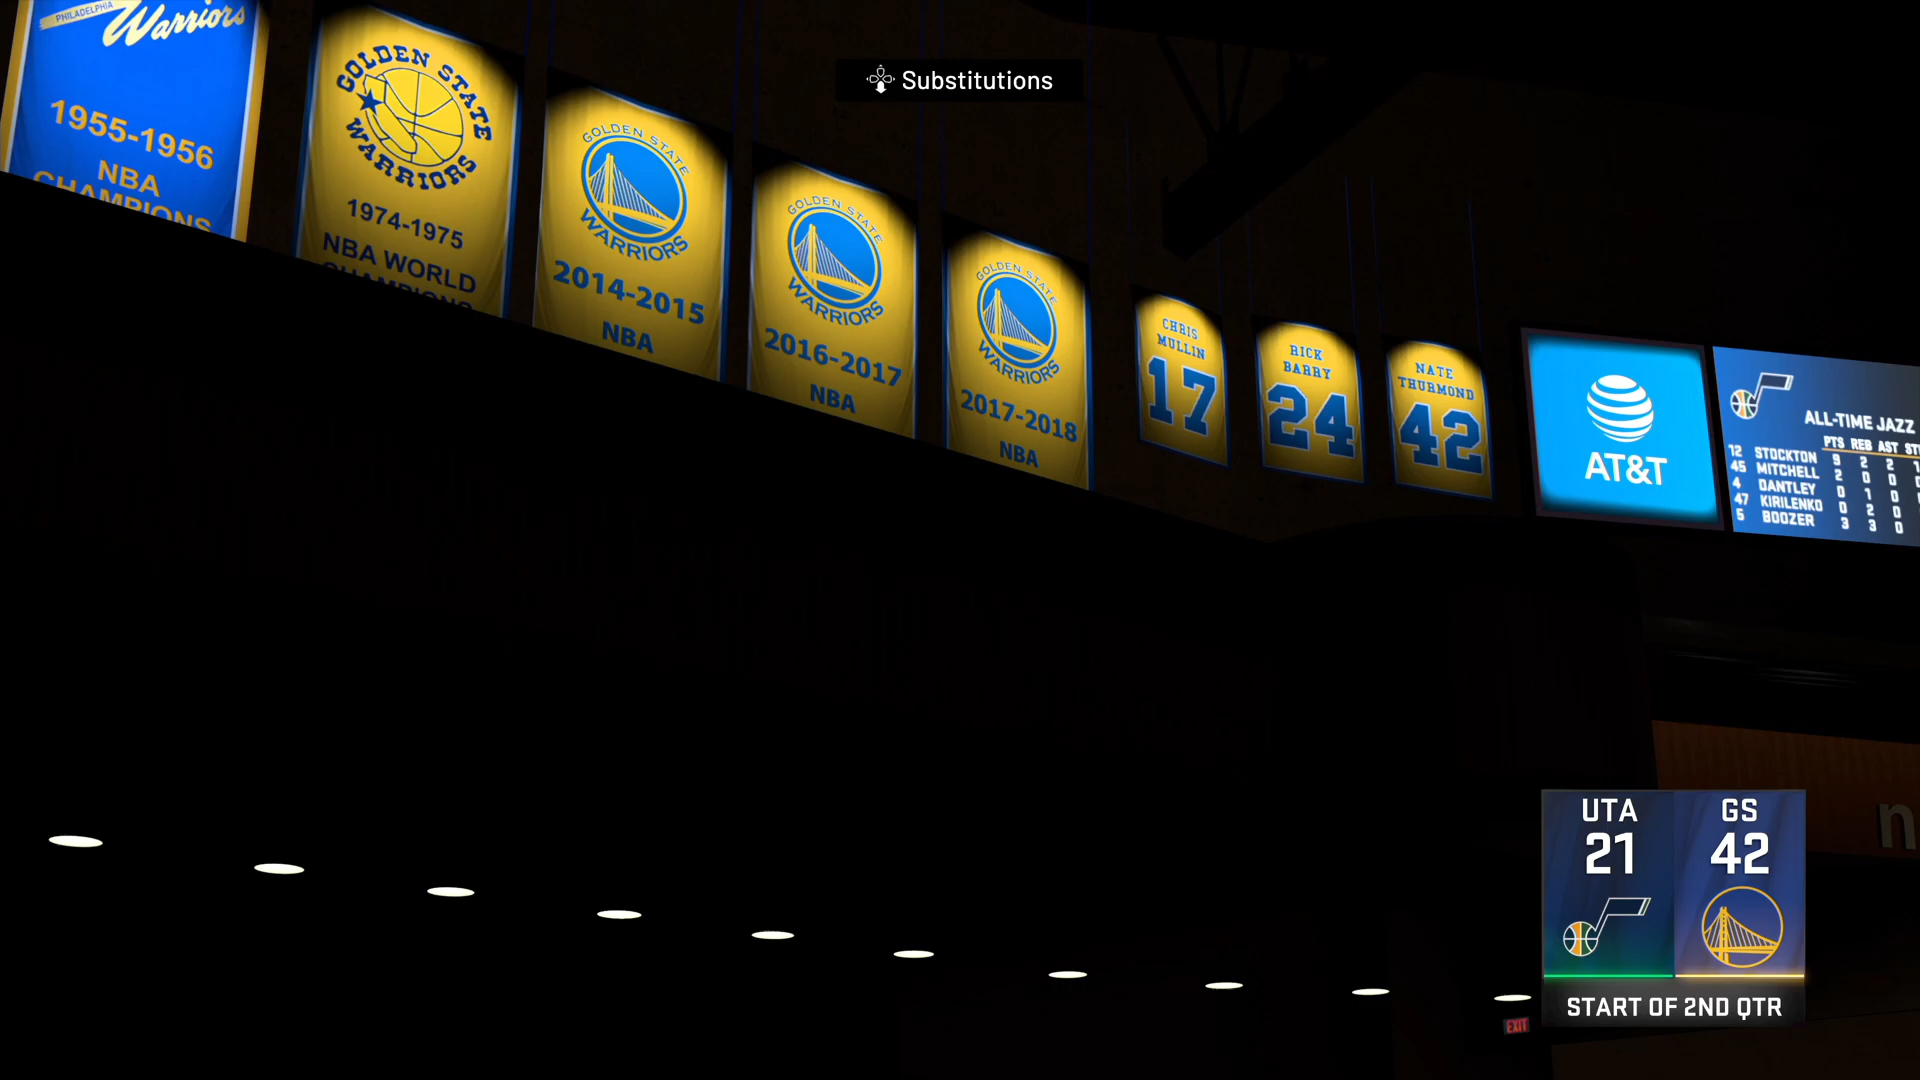 PHILADELPHIA
Warriors
1955-1956
NBA
CHAMPIONS
GOLDEN STATE
WARRIORS
1974-1975
NBA WORLD
CHAMPIONS
GOLDEN STATE
WARRIORS
2014-2015
NBA
GOLDEN STATE
WARRIORS
2016-2017
NBA
GOLDEN STATE
WARRIORS
2017-2018
NBA
CHRIS
MULLIN
17
RICK
BARRY
24
NATE
THURMOND
42
AT&T
ALL-TIME JAZZ
PTS REB AST
12 STOCKTON 9 2 2
45 MITCHELL 2 0 0
4 DANTLEY 0 1 0
47 KIRILENKO 0 2 0
5 BOOZER 3 3 0
Substitutions
UTA GS
21 42
START OF 2ND QTR
EXIT